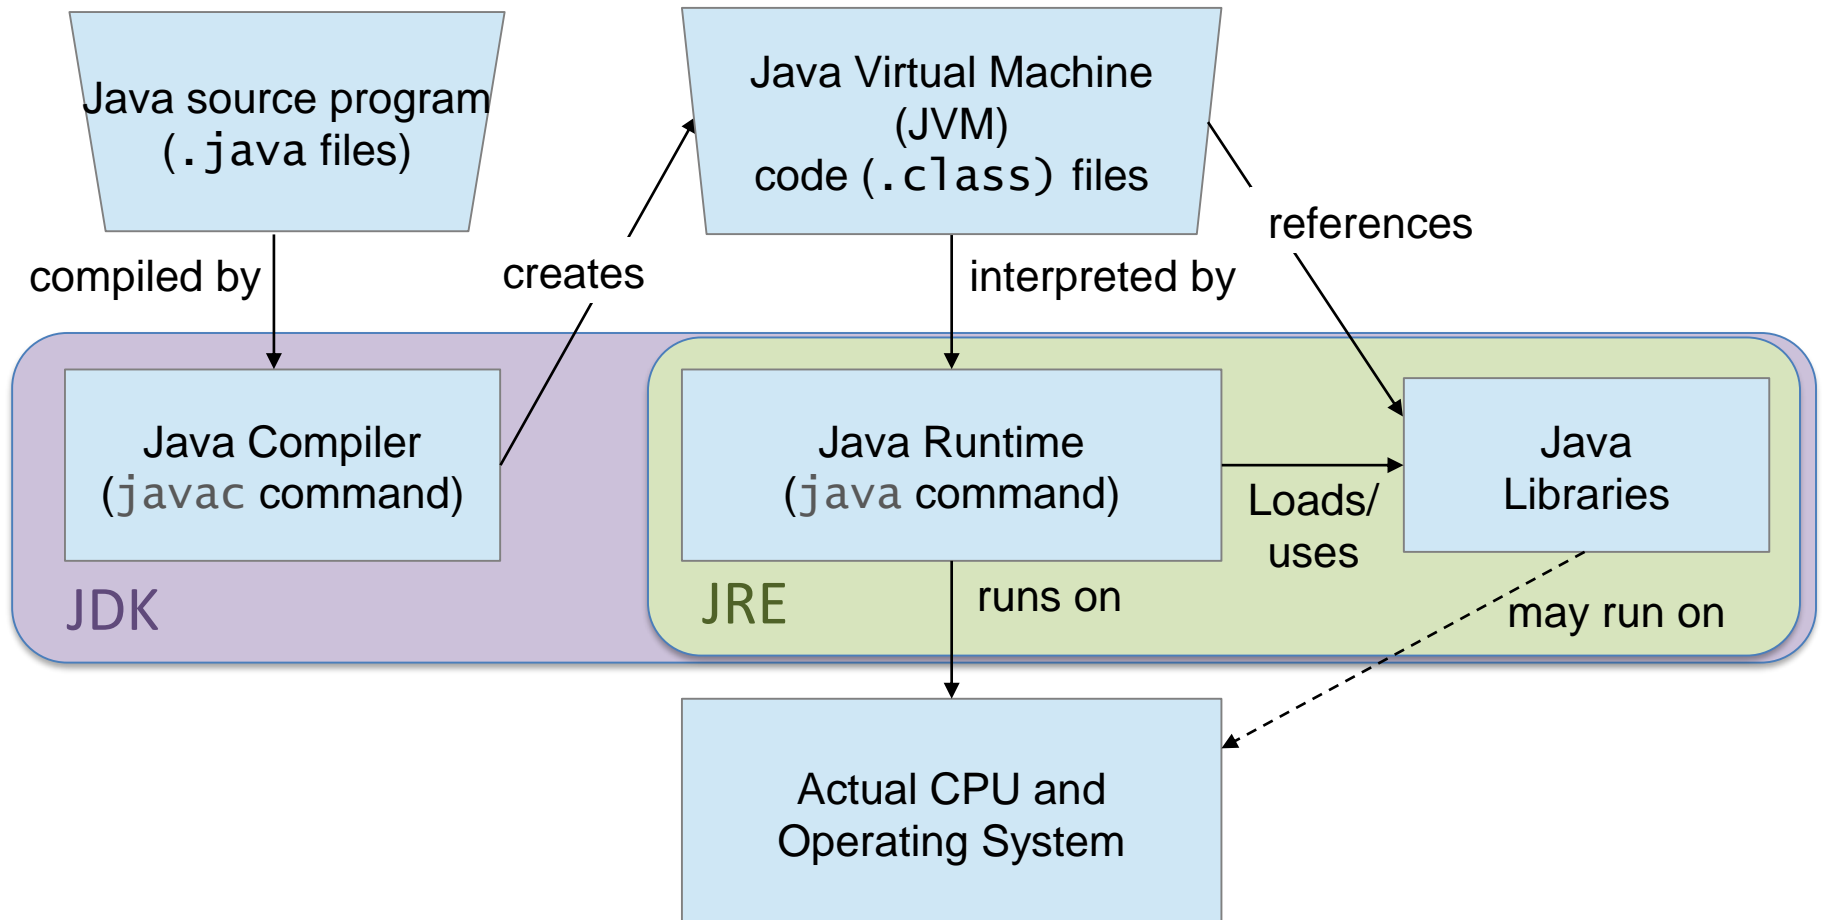 Java source program
(.java files)
Java Virtual Machine
(JVM)
code (.class) files
compiled by
creates
interpreted by
references
Java Compiler
(javac command)
Java Runtime
(java command)
Loads/
uses
Java
Libraries
JDK
JRE
runs on
may run on
Actual CPU and
Operating System